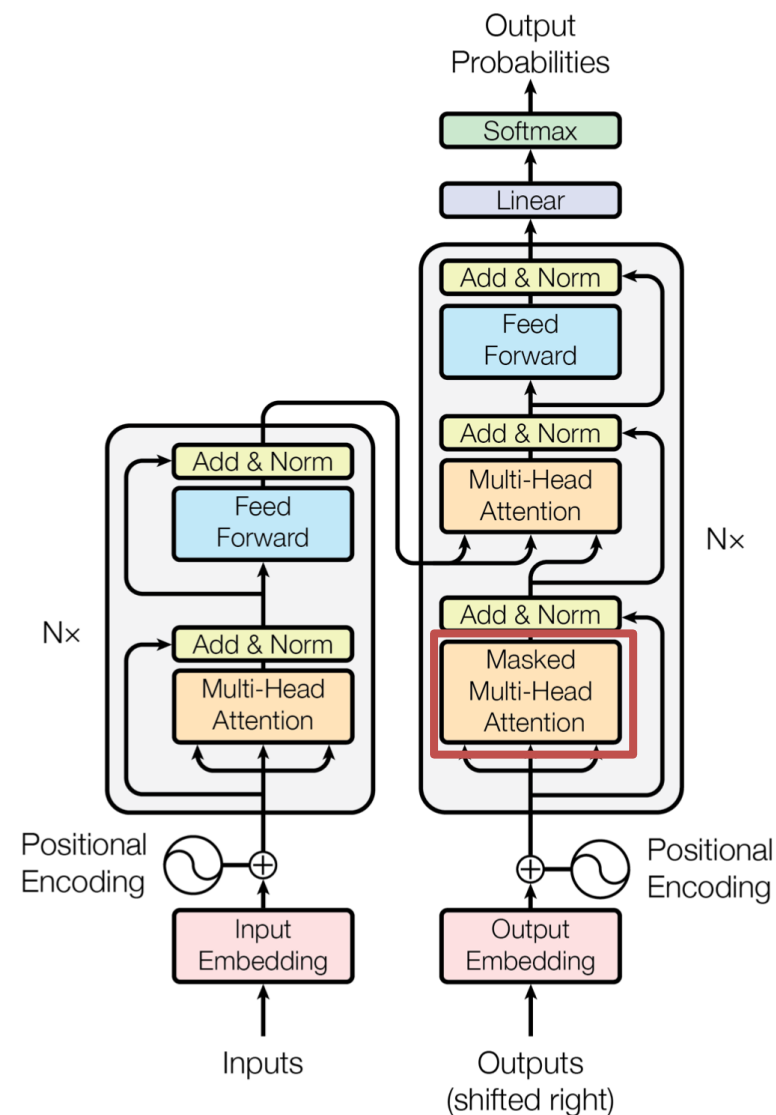 Output
Probabilities
Softmax
Linear
Add & Norm
Feed
Forward
Add & Norm
Multi-Head
Attention
Add & Norm
Masked
Multi-Head
Attention
Nx
Add & Norm
Feed
Forward
Add & Norm
Multi-Head
Attention
Nx
Positional
Encoding
Positional
Encoding
Input
Embedding
Output
Embedding
Inputs
Outputs
(shifted right)